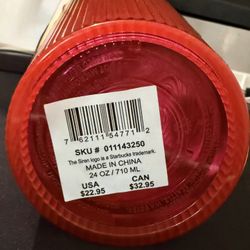 7 62111 54771 2
SKU # 011143250
The Siren logo is a Starbucks trademark.
MADE IN CHINA
24 OZ / 710 ML
USA CAN
$22.95 $32.95